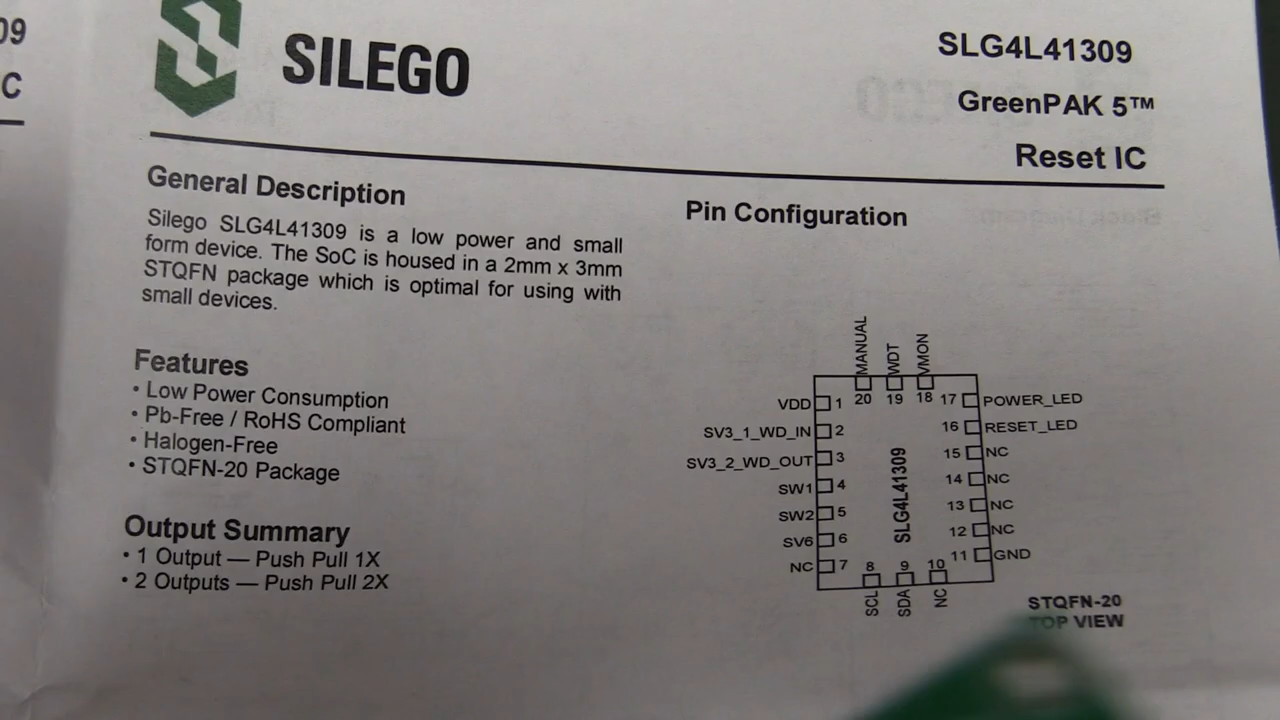 09
C
SILEGO
SLG4L41309
GreenPAK 5™
Reset IC
General Description
Silego SLG4L41309 is a low power and small
form device. The SoC is housed in a 2mm x 3mm
STQFN package which is optimal for using with
small devices.
Features
• Low Power Consumption
• Pb-Free / RoHS Compliant
• Halogen-Free
• STQFN-20 Package
Output Summary
• 1 Output — Push Pull 1X
• 2 Outputs — Push Pull 2X
Pin Configuration
MANUAL
WDT
VMON
20
19
18
VDD 1
SV3_1_WD_IN 2
SV3_2_WD_OUT 3
SW1 4
SW2 5
SV6 6
NC 7
SLG4L41309
17 POWER_LED
16 RESET_LED
15 NC
14 NC
13 NC
12 NC
11 GND
8
9
10
SCL
SDA
NC
STQFN-20
TOP VIEW